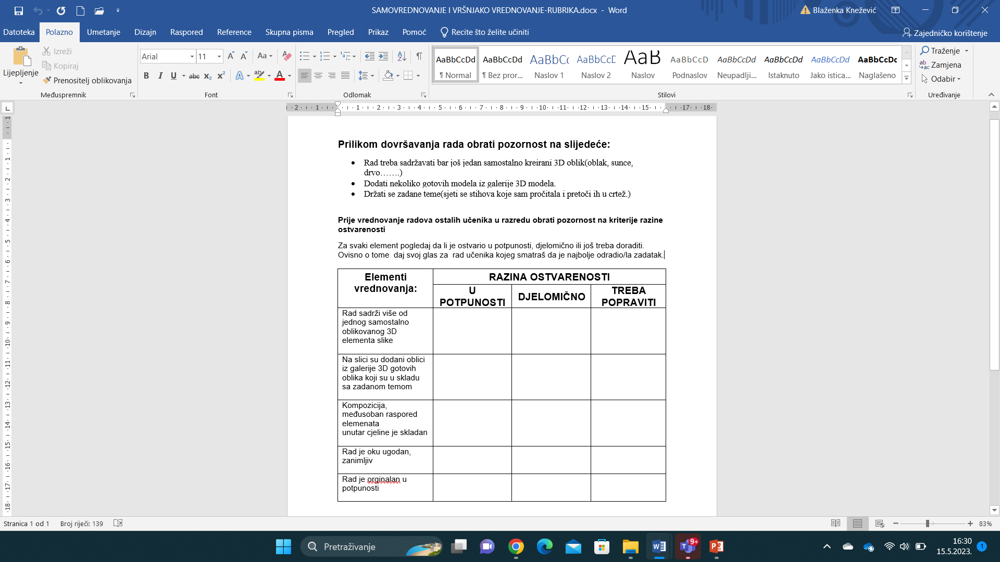 SAMOVREDNOVANJE I VRŠNJAKO VREDNOVANJE-RUBRIKA.docx - Word
Blaženka Knežević
Datoteka Polazno Umetanje Dizajn Raspored Reference Skupna pisma Pregled Prikaz Pomoć Recite što želite učiniti Zajedničko korištenje
Lijepljenje
Izreži
Kopiraj
Prenositelj oblikovanja
Međuspremnik
Arial 11
Font
Odlomak
AaBbCcDd AaBbCcDd AaBbCc AaBbCcD AaB AaBbCcD AaBbCcDd AaBbCcDd AaBbCcDd AaBbCcDc
¶ Normal ¶ Bez pror... Naslov 1 Naslov 2 Naslov Podnaslov Neupadlji... Istaknuto Jako istica... Naglašeno
Stilovi
Traženje
Zamjena
Odabir
Uređivanje
Prilikom dovršavanja rada obrati pozornost na slijedeće:
• Rad treba sadržavati bar još jedan samostalno kreirani 3D oblik(oblak, sunce,
drvo…….)
• Dodati nekoliko gotovih modela iz galerije 3D modela.
• Držati se zadane teme(sjeti se stihova koje sam pročitala i pretoči ih u crtež.)
Prije vrednovanje radova ostalih učenika u razredu obrati pozornost na kriterije razine
ostvarenosti
Za svaki element pogledaj da li je ostvario u potpunosti, djelomično ili još treba doraditi.
Ovisno o tome daj svoj glas za rad učenika kojeg smatraš da je najbolje odradio/la zadatak.
Elementi
vrednovanja:
RAZINA OSTVARENOSTI
U
POTPUNOSTI
DJELOMIČNO
TREBA
POPRAVITI
Rad sadrži više od
jednog samostalno
oblikovanog 3D
elementa slike
Na slici su dodani oblici
iz galerije 3D gotovih
oblika koji su u skladu
sa zadanom temom
Kompozicija,
međusoban raspored
elemenata
unutar cjeline je skladan
Rad je oku ugodan,
zanimljiv
Rad je orginalan u
potpunosti
Stranica 1 od 1 Broj riječi: 139
83%
Pretraživanje
9+
16:30
15.5.2023.
1